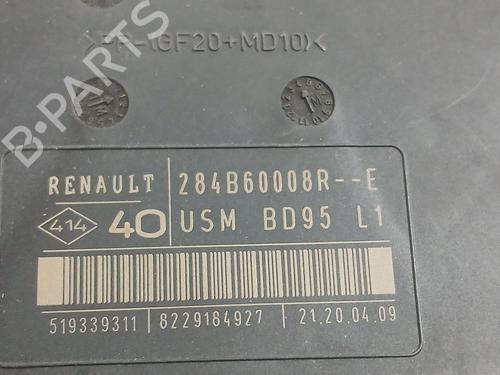 >PP-(GF20+MD10)<
B-PARTS
RENAULT 284B60008R--E
414 40 USM BD95 L1
519339311 8229184927 21.20.04.09